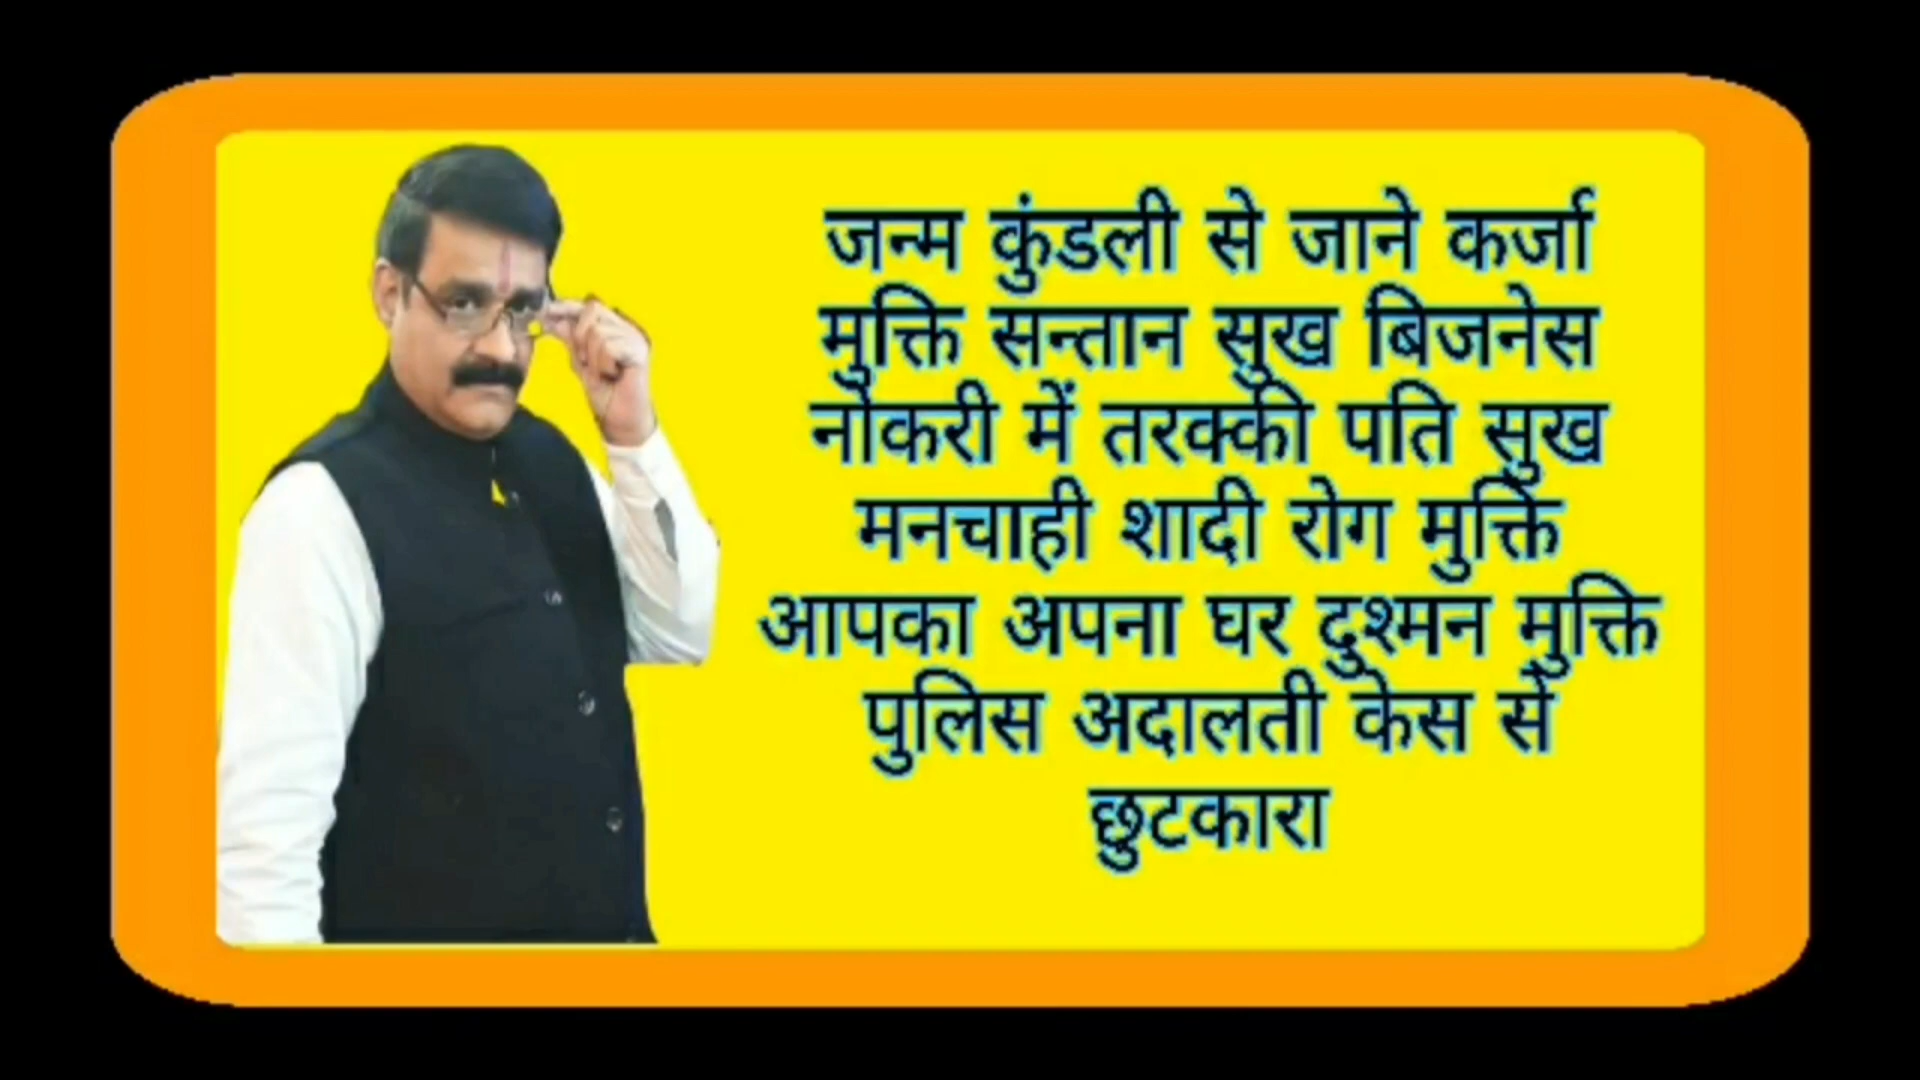 जन्म कुंडली से जाने कर्जा
मुक्ति सन्तान सुख बिजनेस
नोकरी में तरक्की पति सुख
मनचाही शादी रोग मुक्ति
आपका अपना घर दुश्मन मुक्ति
पुलिस अदालती केस से
छुटकारा